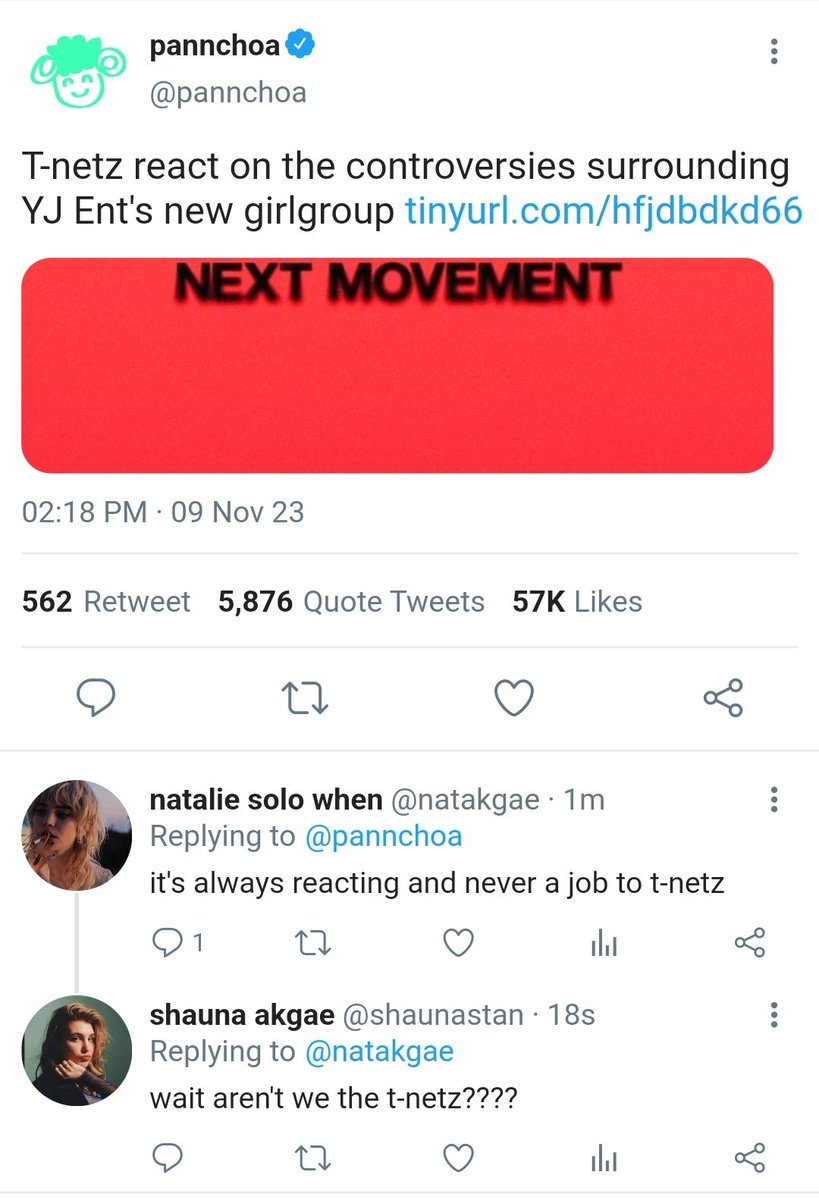 pannchoa
@pannchoa
T-netz react on the controversies surrounding
YJ Ent's new girlgroup tinyurl.com/hfjdbdkd66
NEXT MOVEMENT
02:18 PM · 09 Nov 23
562 Retweet 5,876 Quote Tweets 57K Likes
natalie solo when @natakgae · 1m
Replying to @pannchoa
it's always reacting and never a job to t-netz
1
shauna akgae @shaunastan · 18s
Replying to @natakgae
wait aren't we the t-netz????